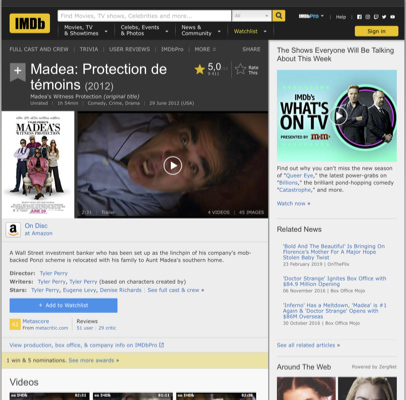 IMDb
Find Movies, TV shows, Celebrities and more...
All
IMDbPro
Help
Movies, TV
& Showtimes
Celebs, Events
& Photos
News &
Community
Watchlist
Sign in
FULL CAST AND CREW | TRIVIA | USER REVIEWS | IMDbPro | MORE
SHARE
Madea: Protection de
témoins (2012)
5,0
Rate
This
Madea's Witness Protection (original title)
Unrated | 1h 54min | Comedy, Crime, Drama | 29 June 2012 (USA)
MADEA'S
2:31 | Trailer
4 VIDEOS | 45 IMAGES
On Disc
at Amazon
A Wall Street investment banker who has been set up as the linchpin of his company's mob-
backed Ponzi scheme is relocated with his family to Aunt Madea's southern home.
Director: Tyler Perry
Writers: Tyler Perry, Tyler Perry (based on characters created by)
Stars: Tyler Perry, Eugene Levy, Denise Richards | See full cast & crew »
+ Add to Watchlist
Metascore
From metacritic.com
Reviews
51 user | 29 critic
View production, box office, & company info on IMDbPro
1 win & 5 nominations. See more awards »
Videos
The Shows Everyone Will Be Talking
About This Week
IMDb's
WHAT'S
ON TV
PRESENTED BY M&M'S
Find out why you can't miss the new season
of "Queer Eye," the latest power-grabs on
"Billions," the brilliant pond-hopping comedy
"Catastrophe," and more.
Watch now »
Related News
'Bold And The Beautiful' Is Bringing On
Florence's Mother For A Major Hope
Stolen Baby Twist
23 February 2019 | OnTheFlix
'Doctor Strange' Ignites Box Office with
$84.9 Million Opening
06 November 2016 | Box Office Mojo
'Inferno' Has a Meltdown, 'Madea' is #1
Again & 'Doctor Strange' Opens with
$86M Overseas
30 October 2016 | Box Office Mojo
See all related articles »
Around The Web
Powered by ZergNet